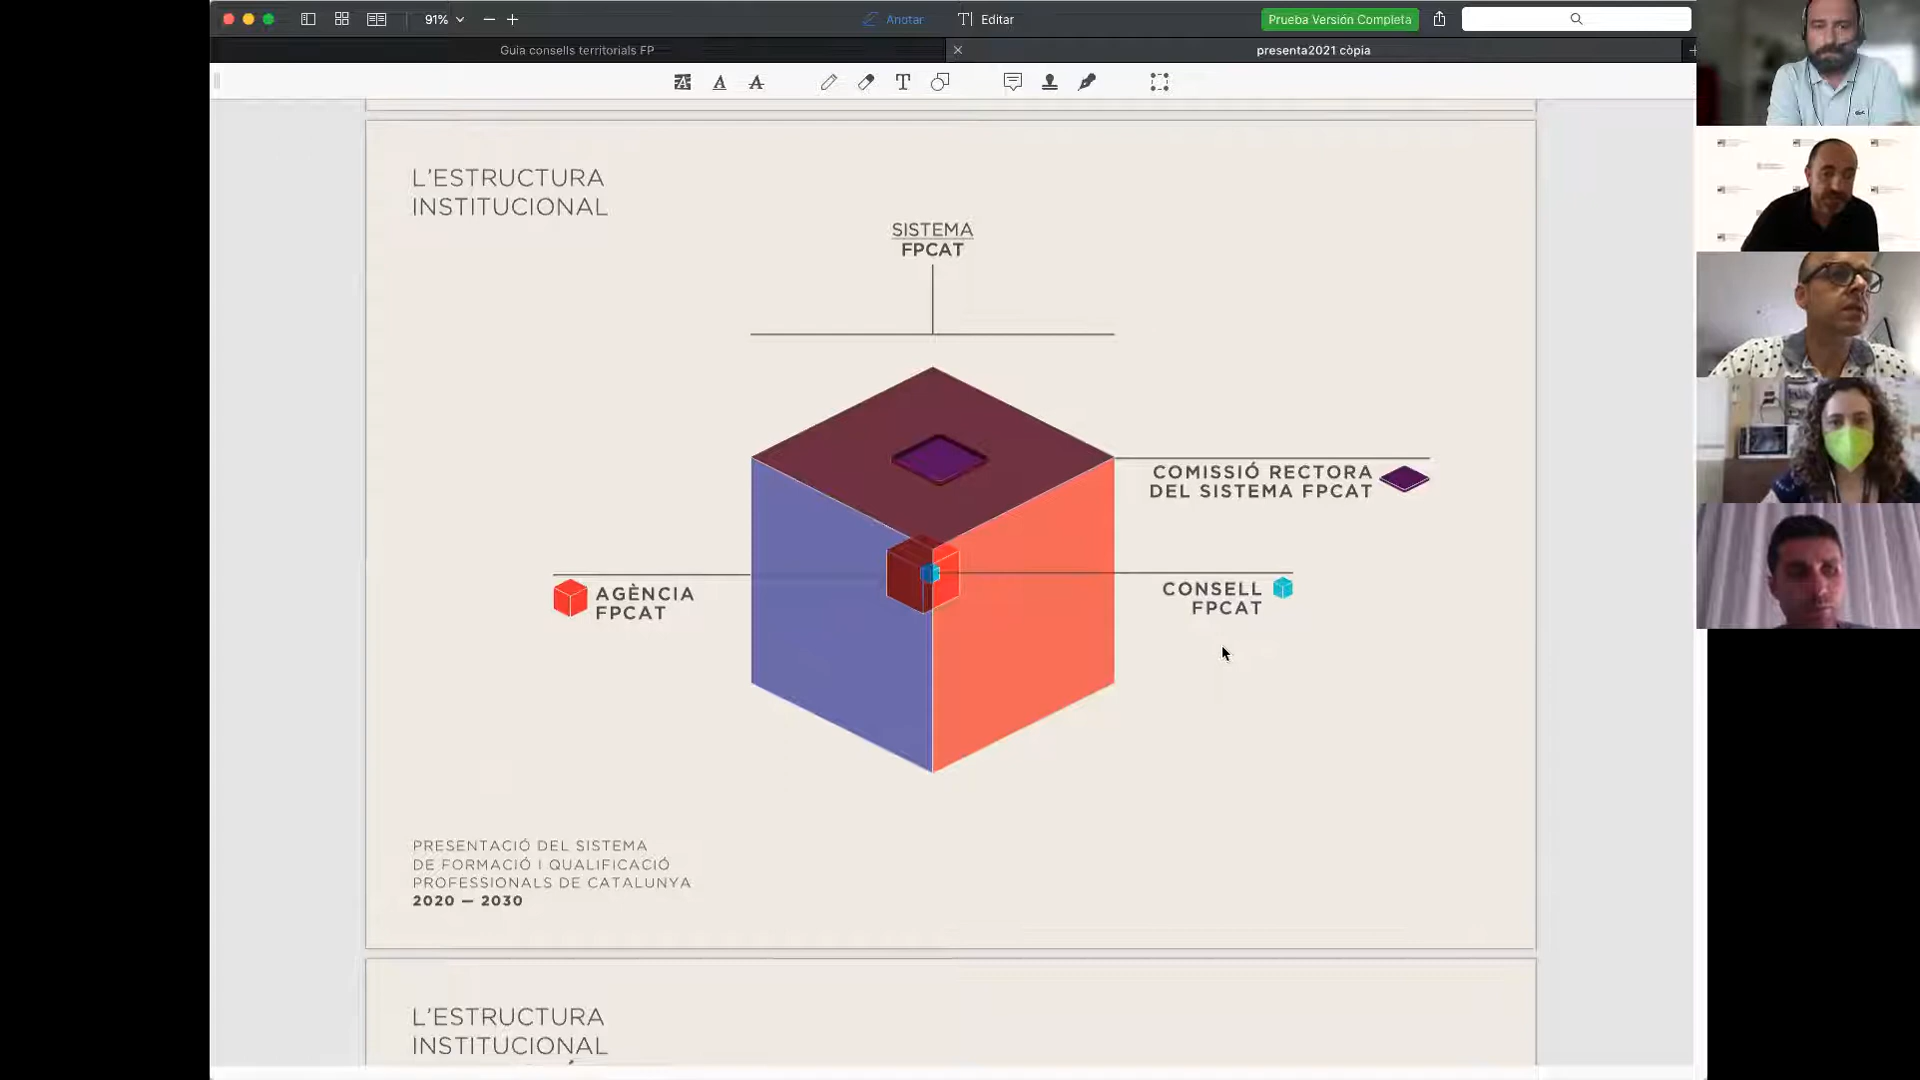 91%
Anotar
T Editar
Prueba Versión Completa
Guia consells territorials FP
presenta2021 còpia
L'ESTRUCTURA
INSTITUCIONAL
SISTEMA
FPCAT
COMISSIÓ RECTORA
DEL SISTEMA FPCAT
AGÈNCIA
FPCAT
CONSELL
FPCAT
PRESENTACIÓ DEL SISTEMA
DE FORMACIÓ I QUALIFICACIÓ
PROFESSIONALS DE CATALUNYA
2020 — 2030
L'ESTRUCTURA
INSTITUCIONAL